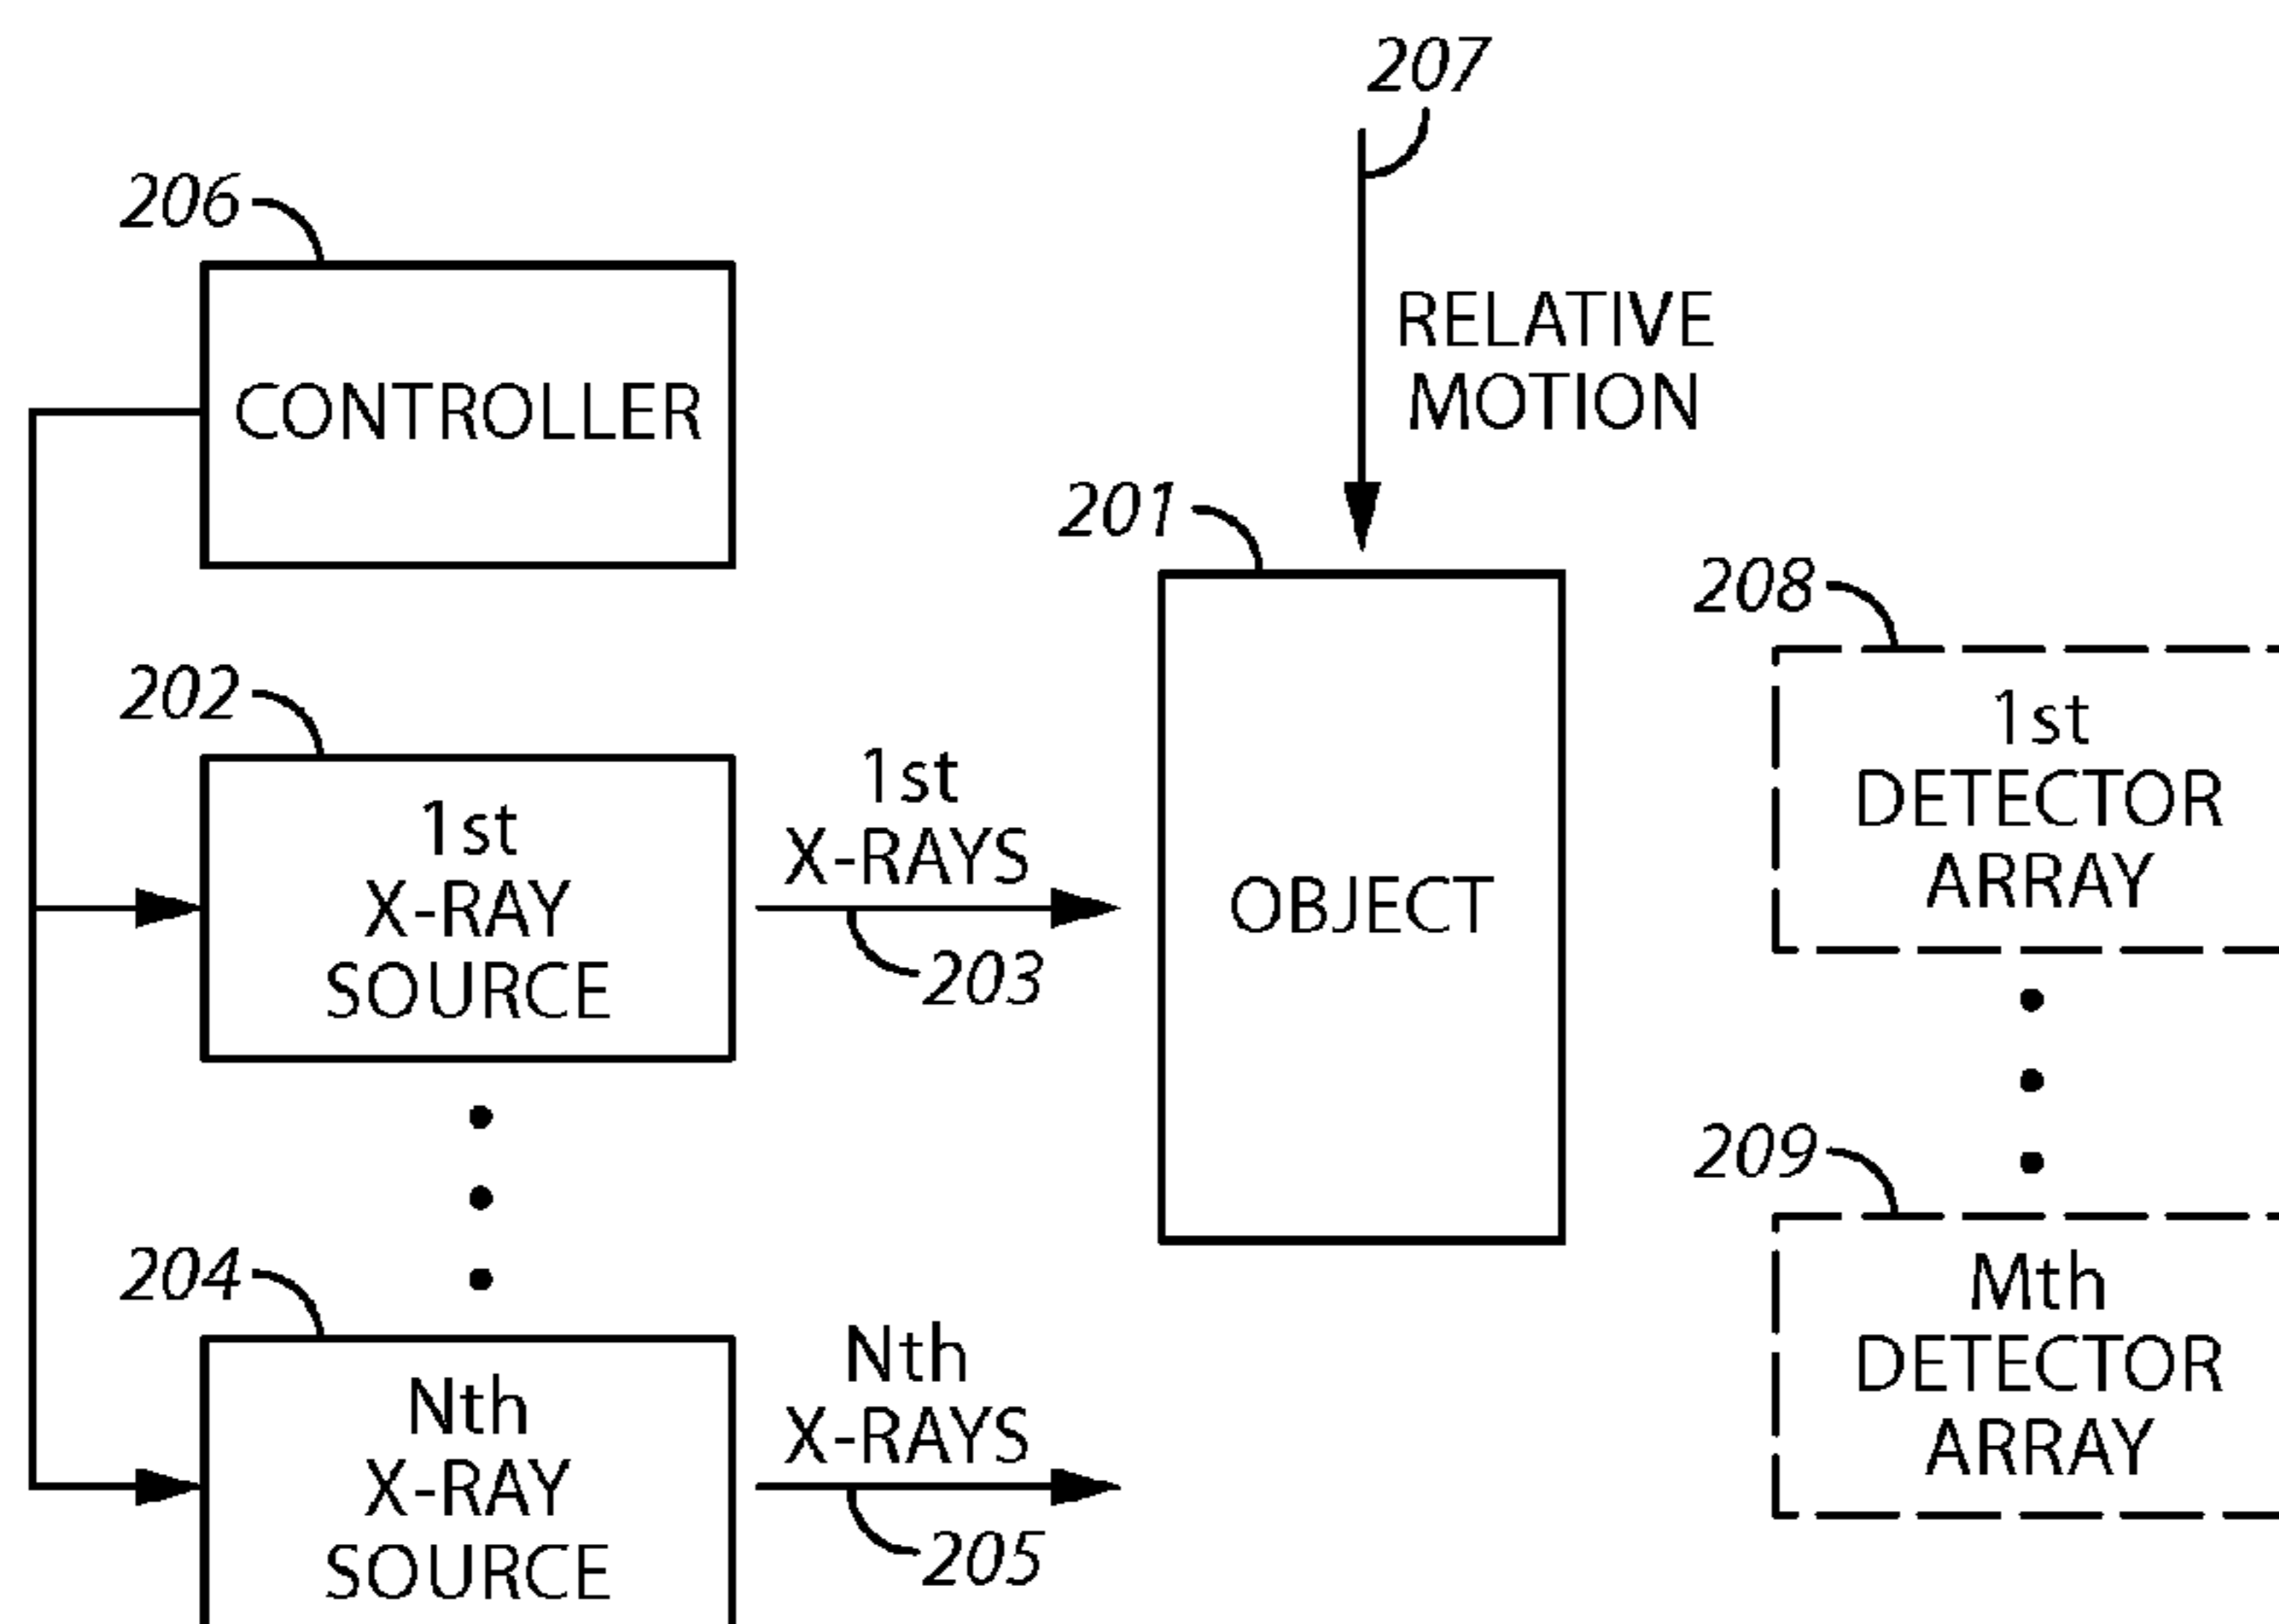 207
206
RELATIVE
MOTION
CONTROLLER
201
208
202
1st
DETECTOR
ARRAY
1st
X-RAYS
1st
X-RAY
SOURCE
OBJECT
203
209
204
Mth
DETECTOR
ARRAY
Nth
X-RAYS
Nth
X-RAY
SOURCE
205